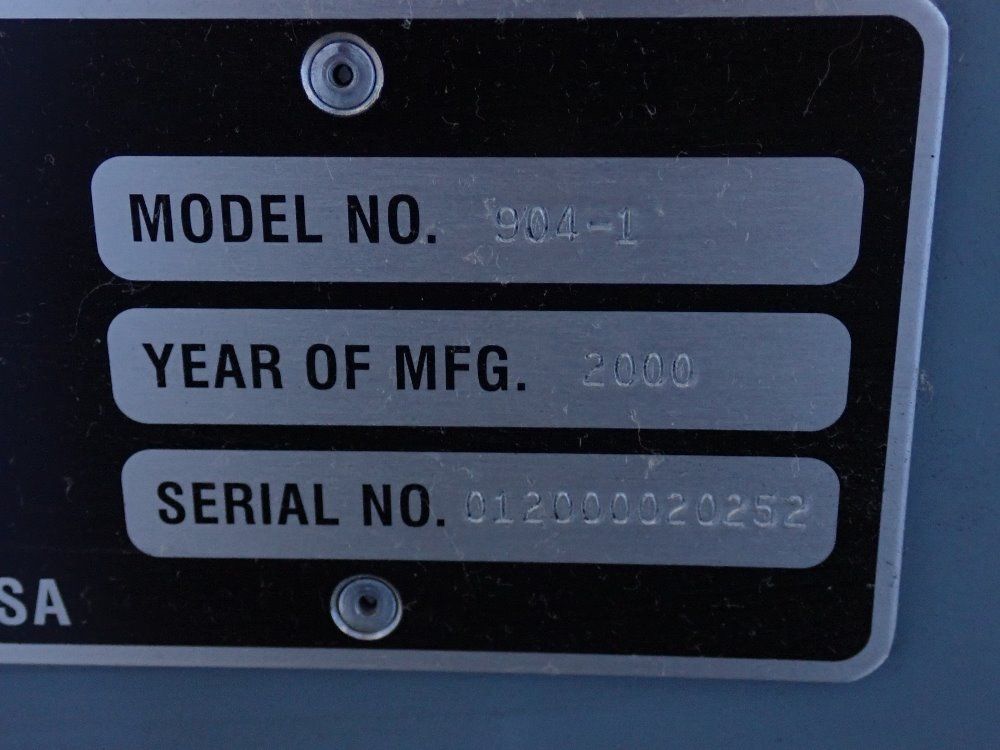 MODEL NO. 904-1
YEAR OF MFG. 2000
SERIAL NO. 012000020252
SA